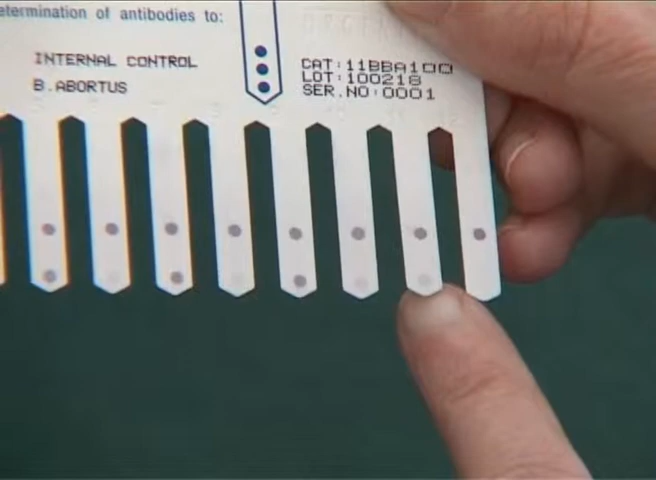 etermination of antibodies to:
INTERNAL CONTROL
B.ABORTUS
CAT:11BBA100
LOT:100218
SER.NO:0001